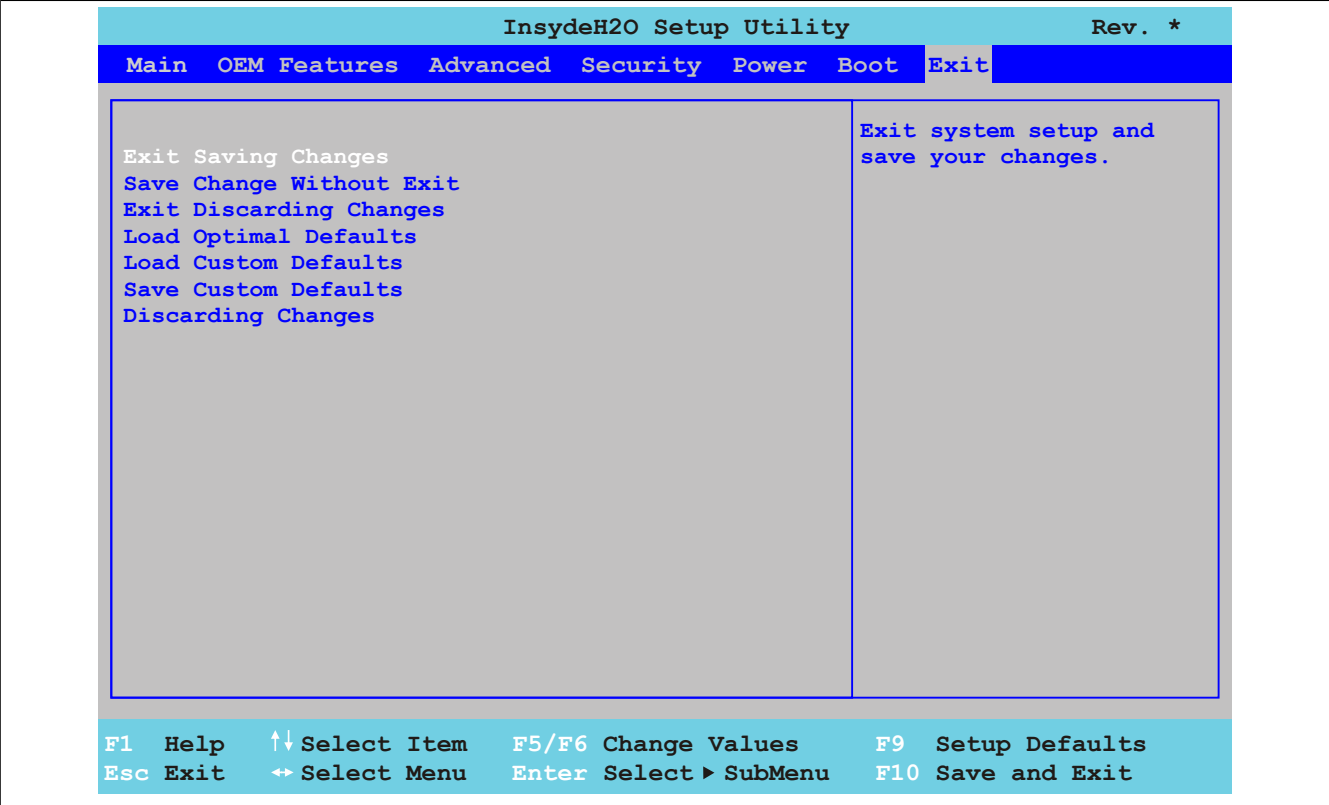 InsydeH2O Setup Utility Rev. *
Main OEM Features Advanced Security Power Boot Exit
Exit Saving Changes
Save Change Without Exit
Exit Discarding Changes
Load Optimal Defaults
Load Custom Defaults
Save Custom Defaults
Discarding Changes
Exit system setup and
save your changes.
F1 Help ↑↓ Select Item F5/F6 Change Values F9 Setup Defaults
Esc Exit ↔ Select Menu Enter Select ▶ SubMenu F10 Save and Exit